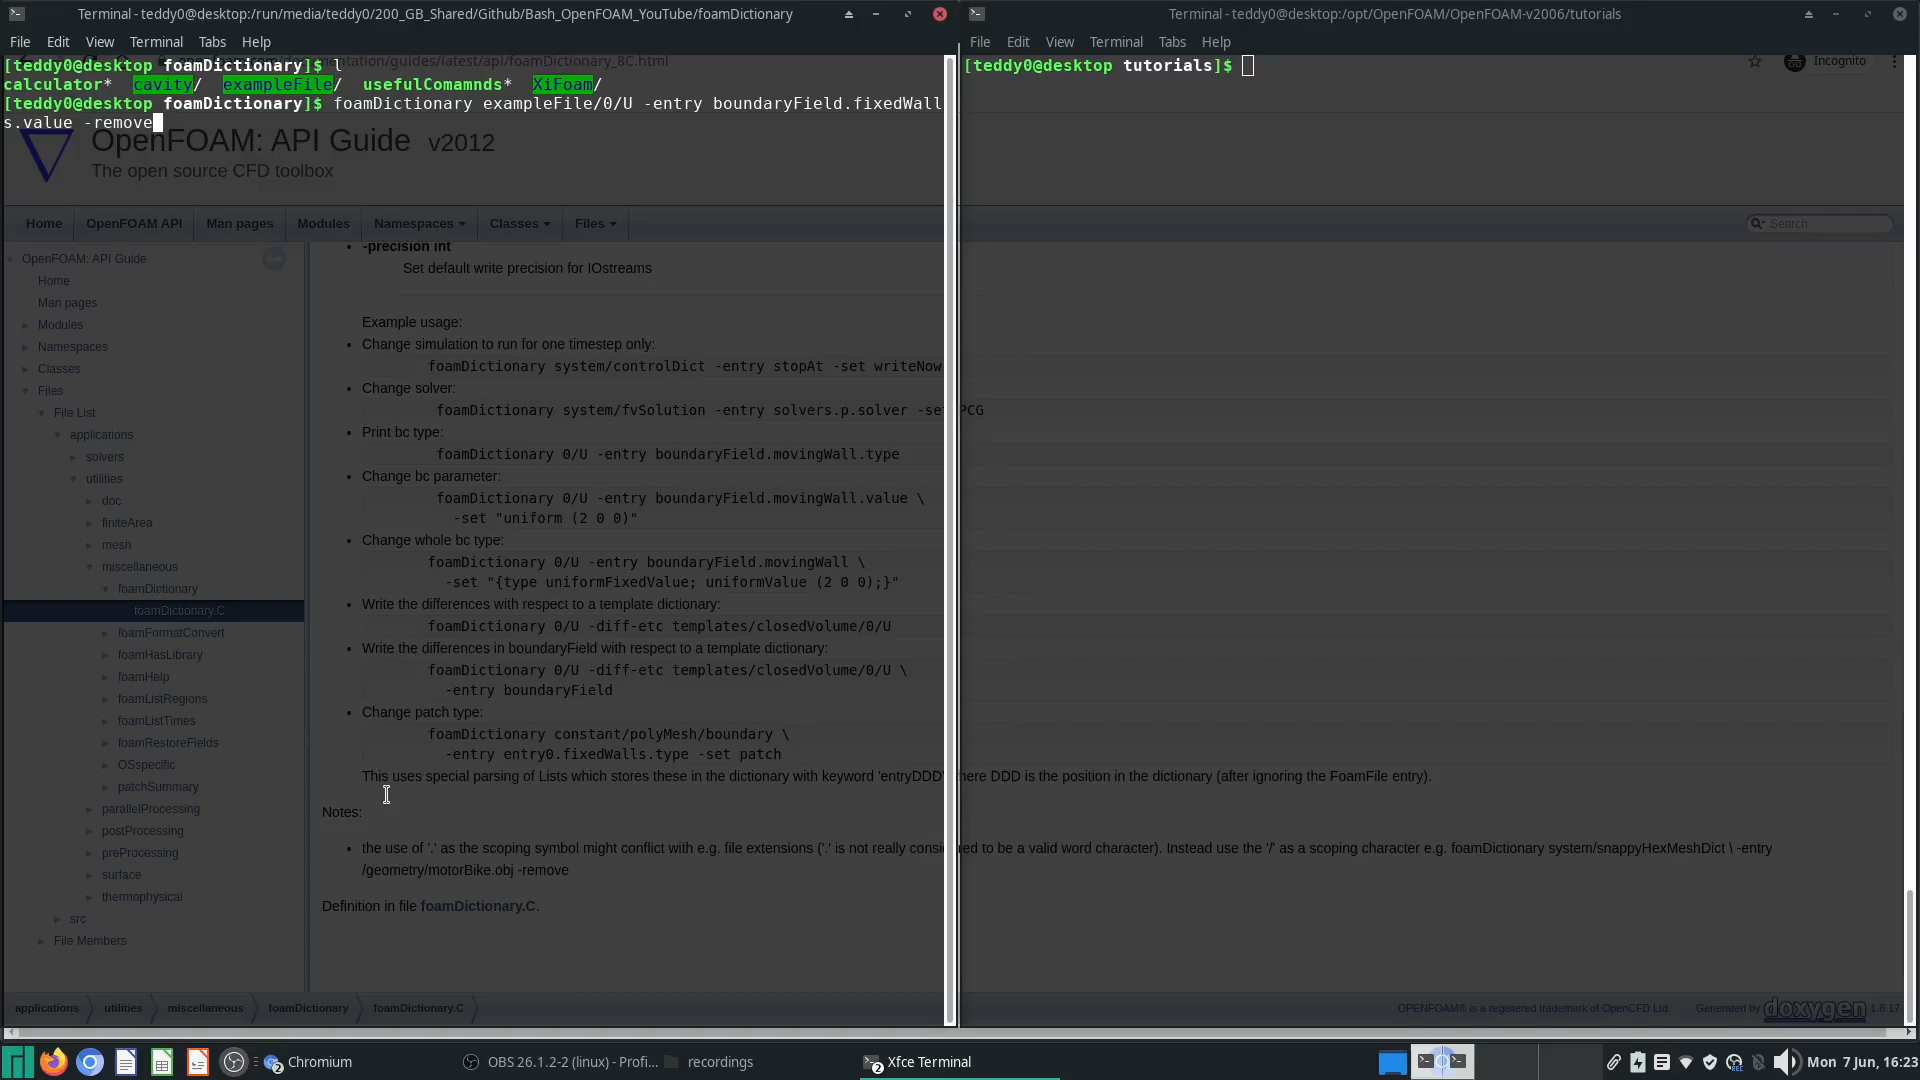 Terminal - teddy0@desktop:/run/media/teddy0/200_GB_Shared/Github/Bash_OpenFOAM_YouTube/foamDictionary
File Edit View Terminal Tabs Help
[teddy0@desktop foamDictionary]$ l
calculator* cavity/ exampleFile/ usefulComamnds* XiFoam/
[teddy0@desktop foamDictionary]$ foamDictionary exampleFile/0/U -entry boundaryField.fixedWall
s.value -remove
Terminal - teddy0@desktop:/opt/OpenFOAM/OpenFOAM-v2006/tutorials
File Edit View Terminal Tabs Help
[teddy0@desktop tutorials]$
Incognito
OpenFOAM: API Guide v2012
The open source CFD toolbox
Home OpenFOAM API Man pages Modules Namespaces Classes Files
Search
OpenFOAM: API Guide
Home
Man pages
Modules
Namespaces
Classes
Files
File List
applications
solvers
utilities
doc
finiteArea
mesh
miscellaneous
foamDictionary
foamDictionary.C
foamFormatConvert
foamHasLibrary
foamHelp
foamListRegions
foamListTimes
foamRestoreFields
OSspecific
patchSummary
parallelProcessing
postProcessing
preProcessing
surface
thermophysical
src
File Members
-precision int
Set default write precision for IOstreams
Example usage:
Change simulation to run for one timestep only:
foamDictionary system/controlDict -entry stopAt -set writeNow
Change solver:
foamDictionary system/fvSolution -entry solvers.p.solver -set PCG
Print bc type:
foamDictionary 0/U -entry boundaryField.movingWall.type
Change bc parameter:
foamDictionary 0/U -entry boundaryField.movingWall.value \
-set "uniform (2 0 0)"
Change whole bc type:
foamDictionary 0/U -entry boundaryField.movingWall \
-set "{type uniformFixedValue; uniformValue (2 0 0);}"
Write the differences with respect to a template dictionary:
foamDictionary 0/U -diff-etc templates/closedVolume/0/U
Write the differences in boundaryField with respect to a template dictionary:
foamDictionary 0/U -diff-etc templates/closedVolume/0/U \
-entry boundaryField
Change patch type:
foamDictionary constant/polyMesh/boundary \
-entry entry0.fixedWalls.type -set patch
This uses special parsing of Lists which stores these in the dictionary with keyword 'entryDDD' here DDD is the position in the dictionary (after ignoring the FoamFile entry).
Notes:
the use of '.' as the scoping symbol might conflict with e.g. file extensions ('.' is not really considered to be a valid word character). Instead use the '/' as a scoping character e.g. foamDictionary system/snappyHexMeshDict \ -entry
/geometry/motorBike.obj -remove
Definition in file foamDictionary.C.
applications utilities miscellaneous foamDictionary foamDictionary.C
OPENFOAM® is a registered trademark of OpenCFD Ltd. Generated by doxygen 1.8.17
2 Chromium OBS 26.1.2-2 (linux) - Profi... recordings 2 Xfce Terminal
Mon 7 Jun, 16:23